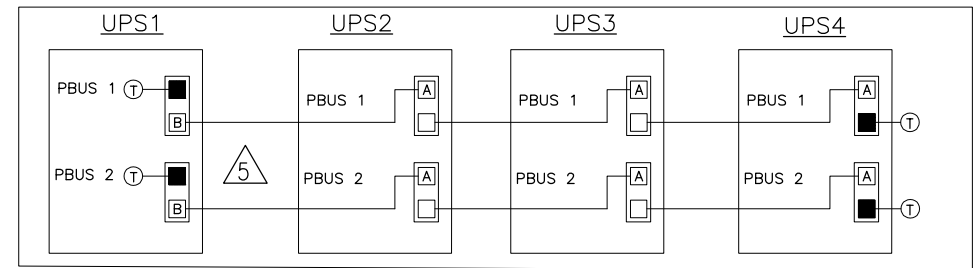 UPS1 UPS2 UPS3 UPS4
PBUS 1 T A A A
PBUS 1 PBUS 1 PBUS 1
B T
5
PBUS 2 T A A A
PBUS 2 PBUS 2 PBUS 2
B T